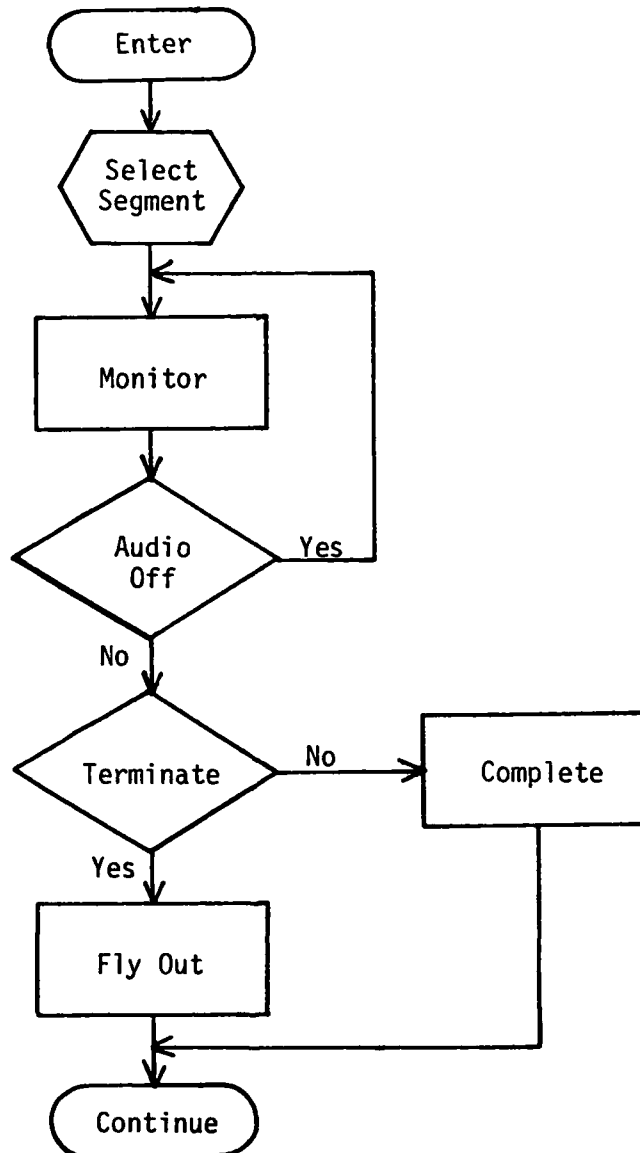 Enter
Select
Segment
Monitor
Audio
Off
Yes
No
Terminate
No
Complete
Yes
Fly Out
Continue